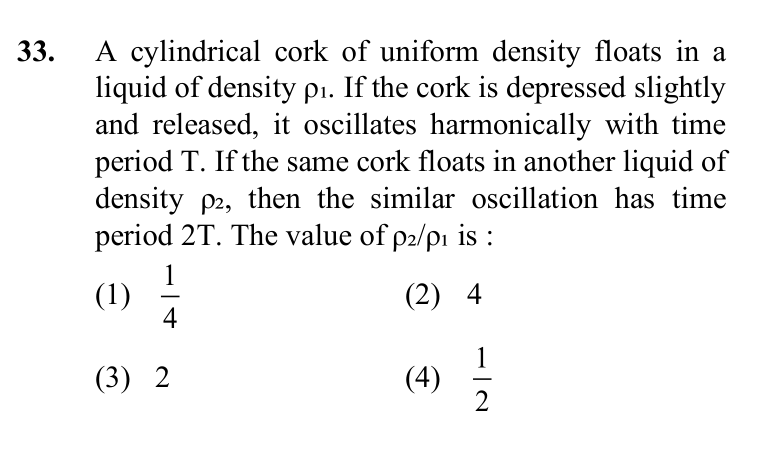 33. A cylindrical cork of uniform density floats in a
liquid of density ρ₁. If the cork is depressed slightly
and released, it oscillates harmonically with time
period T. If the same cork floats in another liquid of
density ρ₂, then the similar oscillation has time
period 2T. The value of ρ₂/ρ₁ is :
(1) 1/4 (2) 4
(3) 2 (4) 1/2